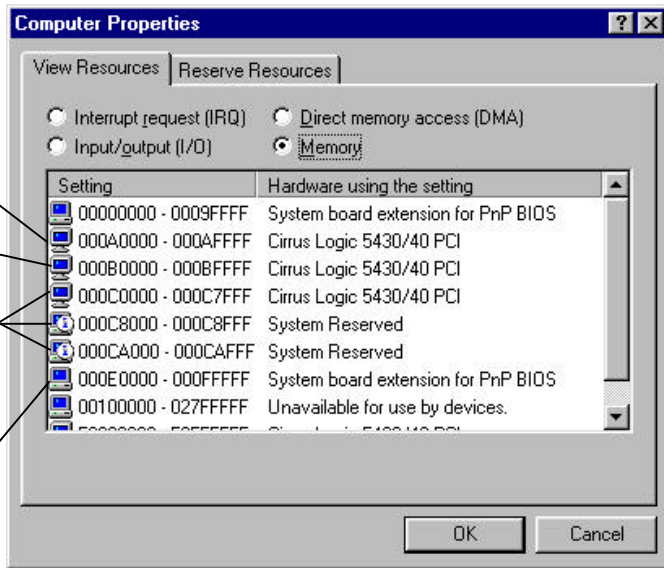 Computer Properties
View Resources
Reserve Resources
Interrupt request (IRQ)
Direct memory access (DMA)
Input/output (I/O)
Memory
Setting
Hardware using the setting
00000000 - 0009FFFF System board extension for PnP BIOS
000A0000 - 000AFFFF Cirrus Logic 5430/40 PCI
000B0000 - 000BFFFF Cirrus Logic 5430/40 PCI
000C0000 - 000C7FFF Cirrus Logic 5430/40 PCI
000C8000 - 000C8FFF System Reserved
000CA000 - 000CAFFF System Reserved
000E0000 - 000FFFFF System board extension for PnP BIOS
00100000 - 027FFFFF Unavailable for use by devices.
OK
Cancel